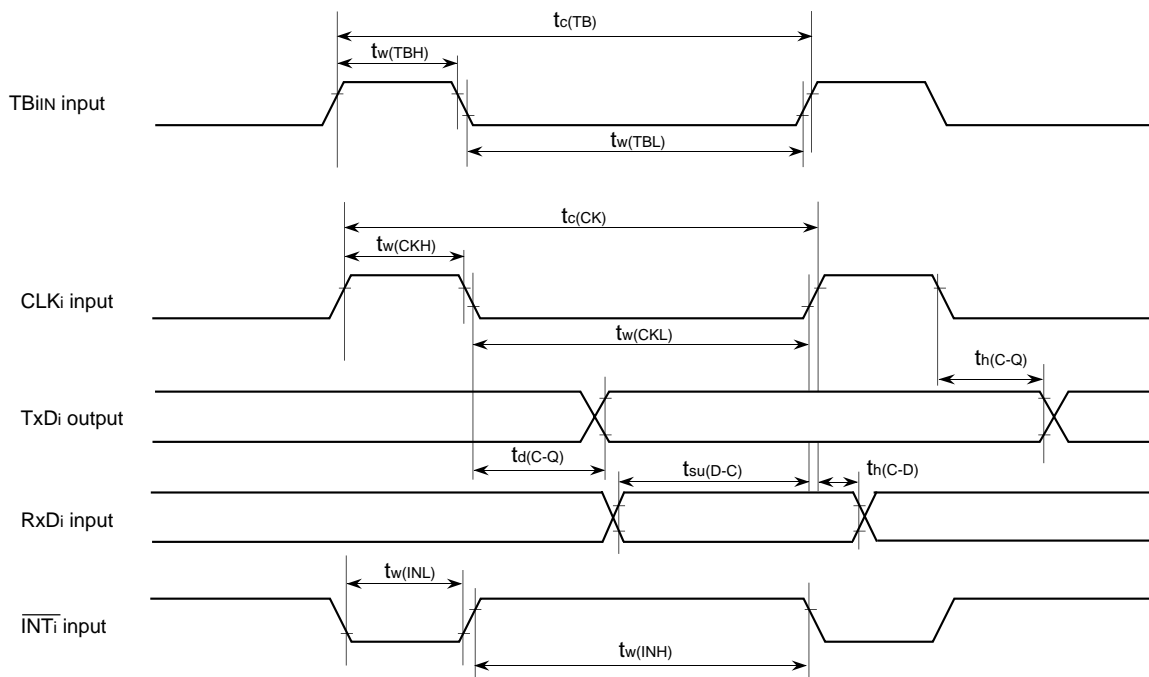 tc(TB)
tw(TBH)
TBiIN input
tw(TBL)
tc(CK)
tw(CKH)
CLKi input
tw(CKL)
th(C-Q)
TxDi output
td(C-Q)
tsu(D-C)
th(C-D)
RxDi input
tw(INL)
INTi input
tw(INH)